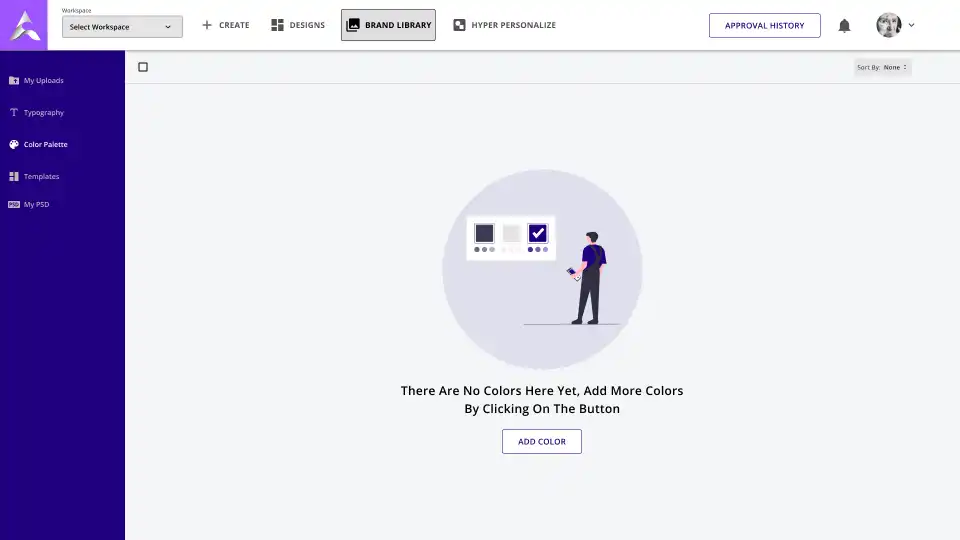 Workspace
Select Workspace
CREATE
DESIGNS
BRAND LIBRARY
HYPER PERSONALIZE
APPROVAL HISTORY
My Uploads
Typography
Color Palette
Templates
PSD My PSD
Sort By: None
There Are No Colors Here Yet, Add More Colors
By Clicking On The Button
ADD COLOR